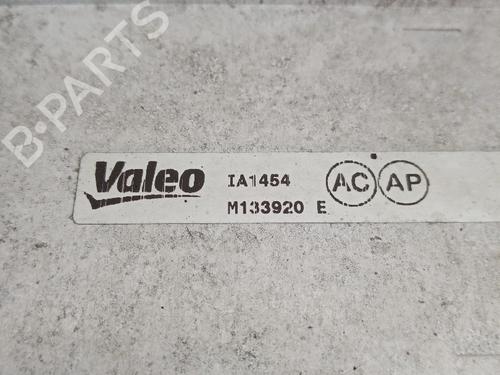 B-PARTS
Valeo IA1454 AC AP
M133920 E